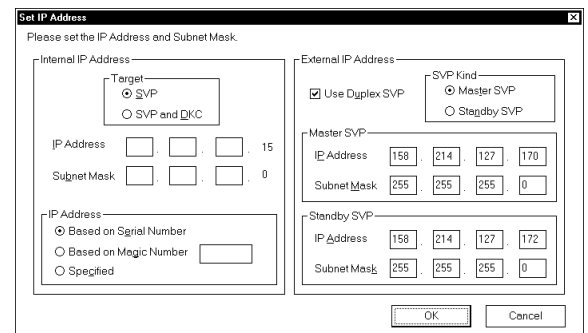 Set IP Address
Please set the IP Address and Subnet Mask.
Internal IP Address
Target
SVP
SVP and DKC
IP Address . . . 15
Subnet Mask . . . 0
IP Address
Based on Serial Number
Based on Magic Number
Specified
External IP Address
Use Duplex SVP
SVP Kind
Master SVP
Standby SVP
Master SVP
IP Address 158 . 214 . 127 . 170
Subnet Mask 255 . 255 . 255 . 0
Standby SVP
IP Address 158 . 214 . 127 . 172
Subnet Mask 255 . 255 . 255 . 0
OK Cancel